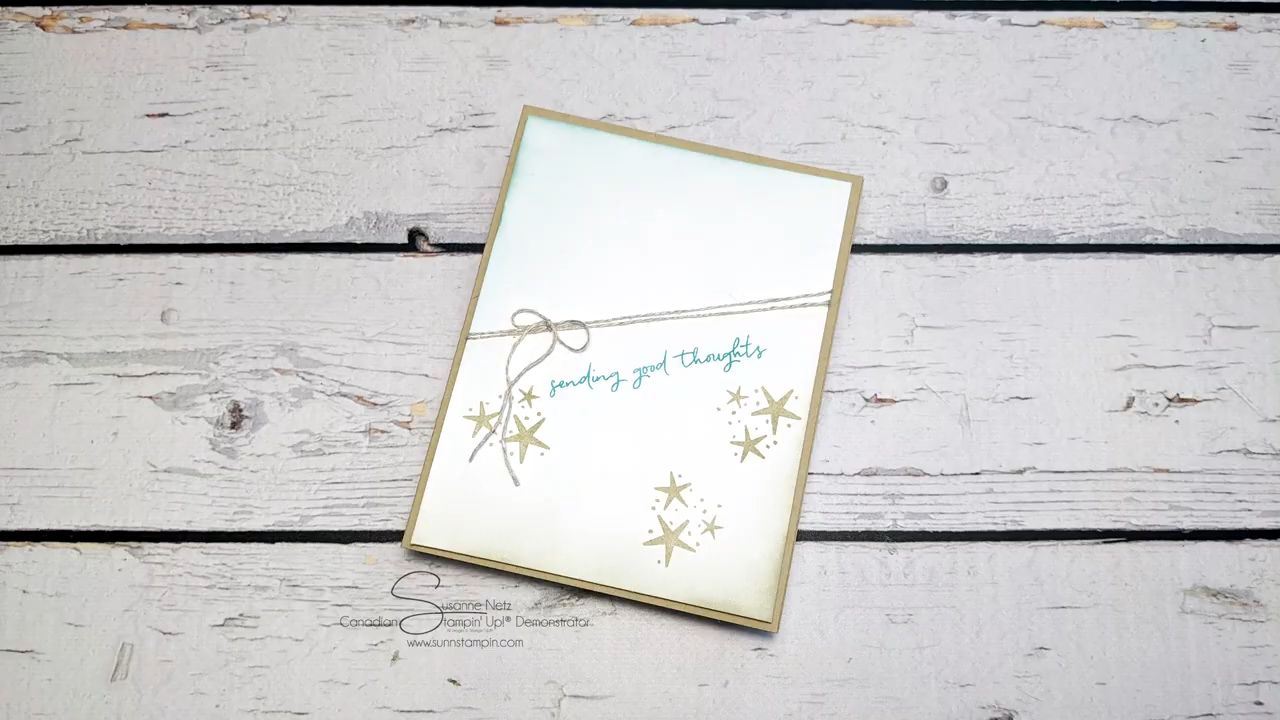 sending good thoughts
Susanne Netz
Canadian Stampin' Up!® Demonstrator
www.sunnstampin.com